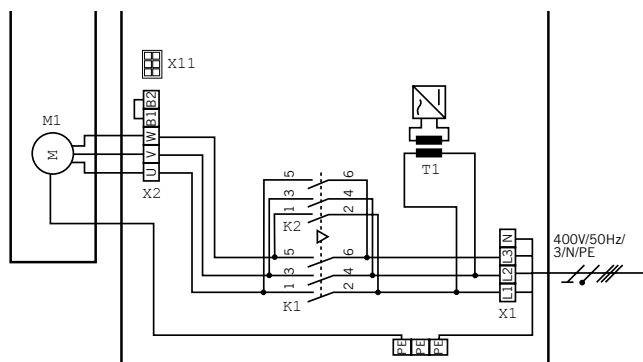 X11
M1
M
B2
B1
W
V
U
X2
5
3
1
6
4
2
K2
5
3
1
6
4
2
K1
T1
N
L3
L2
L1
X1
400V/50Hz/
3/N/PE
PE
PE
PE